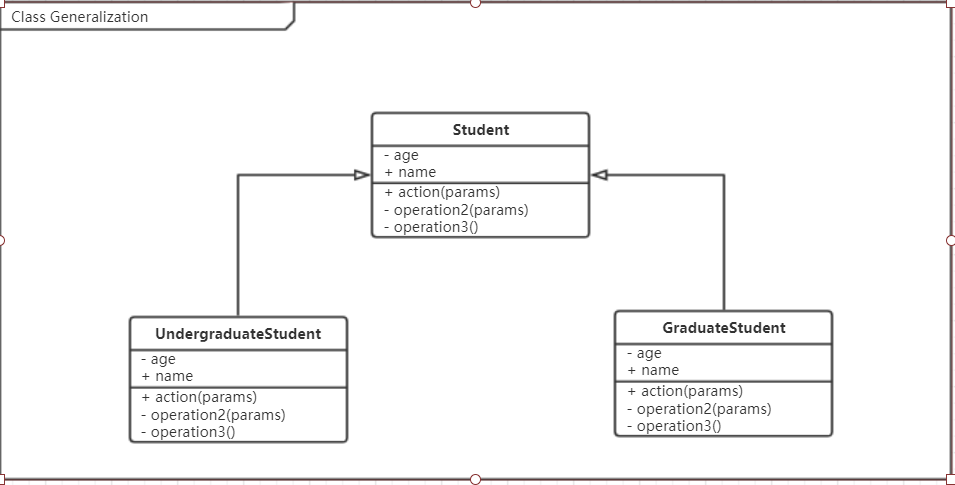 Class Generalization
Student
- age
+ name
+ action(params)
- operation2(params)
- operation3()
UndergraduateStudent
- age
+ name
+ action(params)
- operation2(params)
- operation3()
GraduateStudent
- age
+ name
+ action(params)
- operation2(params)
- operation3()